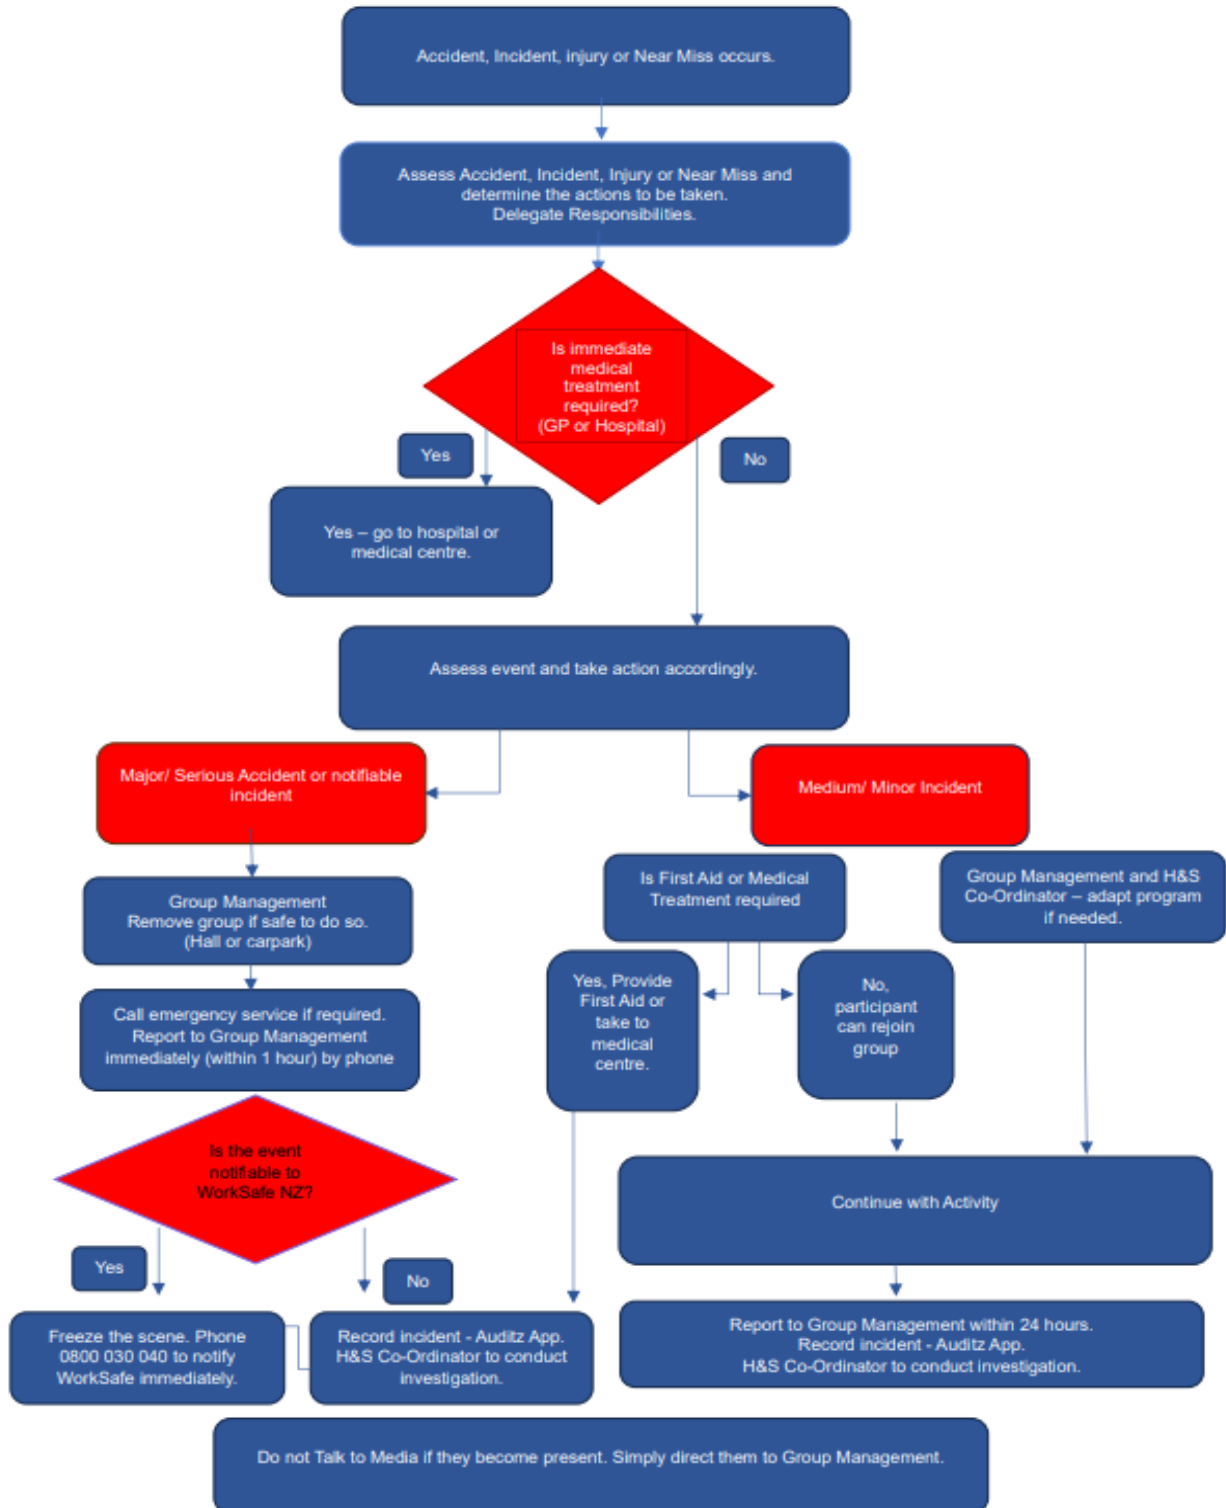 Accident, Incident, injury or Near Miss occurs.
Assess Accident, Incident, Injury or Near Miss and
determine the actions to be taken.
Delegate Responsibilities.
Is immediate
medical
treatment
required?
(GP or Hospital)
Yes
No
Yes – go to hospital or
medical centre.
Assess event and take action accordingly.
Major/ Serious Accident or notifiable
incident
Medium/ Minor Incident
Group Management
Remove group if safe to do so.
(Hall or carpark)
Is First Aid or Medical
Treatment required
Group Management and H&S
Co-Ordinator – adapt program
if needed.
Call emergency service if required.
Report to Group Management
immediately (within 1 hour) by phone
Yes, Provide
First Aid or
take to
medical
centre.
No,
participant
can rejoin
group
Is the event
notifiable to
WorkSafe NZ?
Continue with Activity
Yes
No
Freeze the scene. Phone
0800 030 040 to notify
WorkSafe immediately.
Record incident - Auditz App.
H&S Co-Ordinator to conduct
investigation.
Report to Group Management within 24 hours.
Record incident - Auditz App.
H&S Co-Ordinator to conduct investigation.
Do not Talk to Media if they become present. Simply direct them to Group Management.